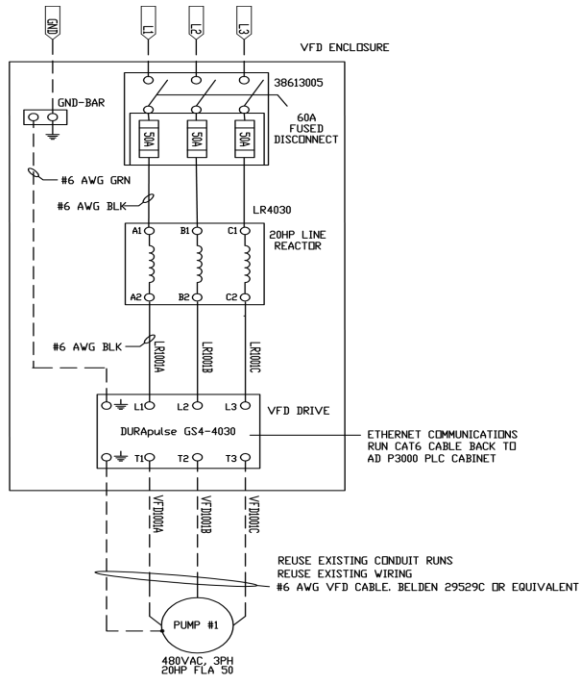 GND
L1
L2
L3
VFD ENCLOSURE
38613005
GND-BAR
60A
FUSED
DISCONNECT
50A
50A
50A
#6 AWG GRN
#6 AWG BLK
LR4030
A1
B1
C1
20HP LINE
REACTOR
A2
B2
C2
#6 AWG BLK
LR1001A
LR1001B
LR1001C
L1
L2
L3
VFD DRIVE
DURApulse GS4-4030
T1
T2
T3
ETHERNET COMMUNICATIONS
RUN CAT6 CABLE BACK TO
AD P3000 PLC CABINET
VFD1001A
VFD1001B
VFD1001C
REUSE EXISTING CONDUIT RUNS
REUSE EXISTING WIRING
#6 AWG VFD CABLE. BELDEN 29529C OR EQUIVALENT
PUMP #1
480VAC, 3PH
20HP FLA 50